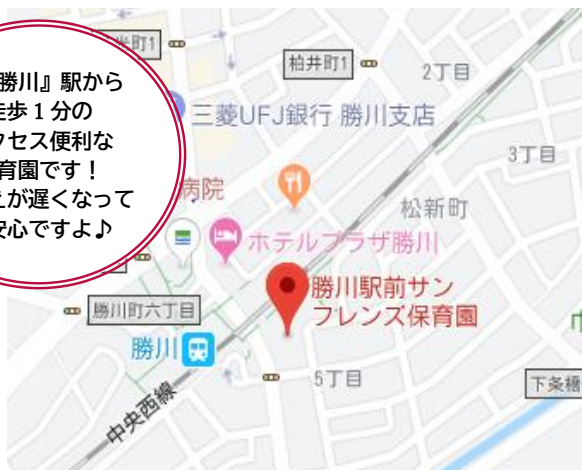 勝川』駅から
徒歩1分の
クセス便利な
育園です！
えが遅くなって
安心ですよ♪
町1
柏井町1
2丁目
三菱UFJ銀行 勝川支店
3丁目
病院
松新町
ホテルプラザ勝川
勝川町六丁目
勝川駅前サン
フレンズ保育園
勝川
5丁目
下条橋
中央西線